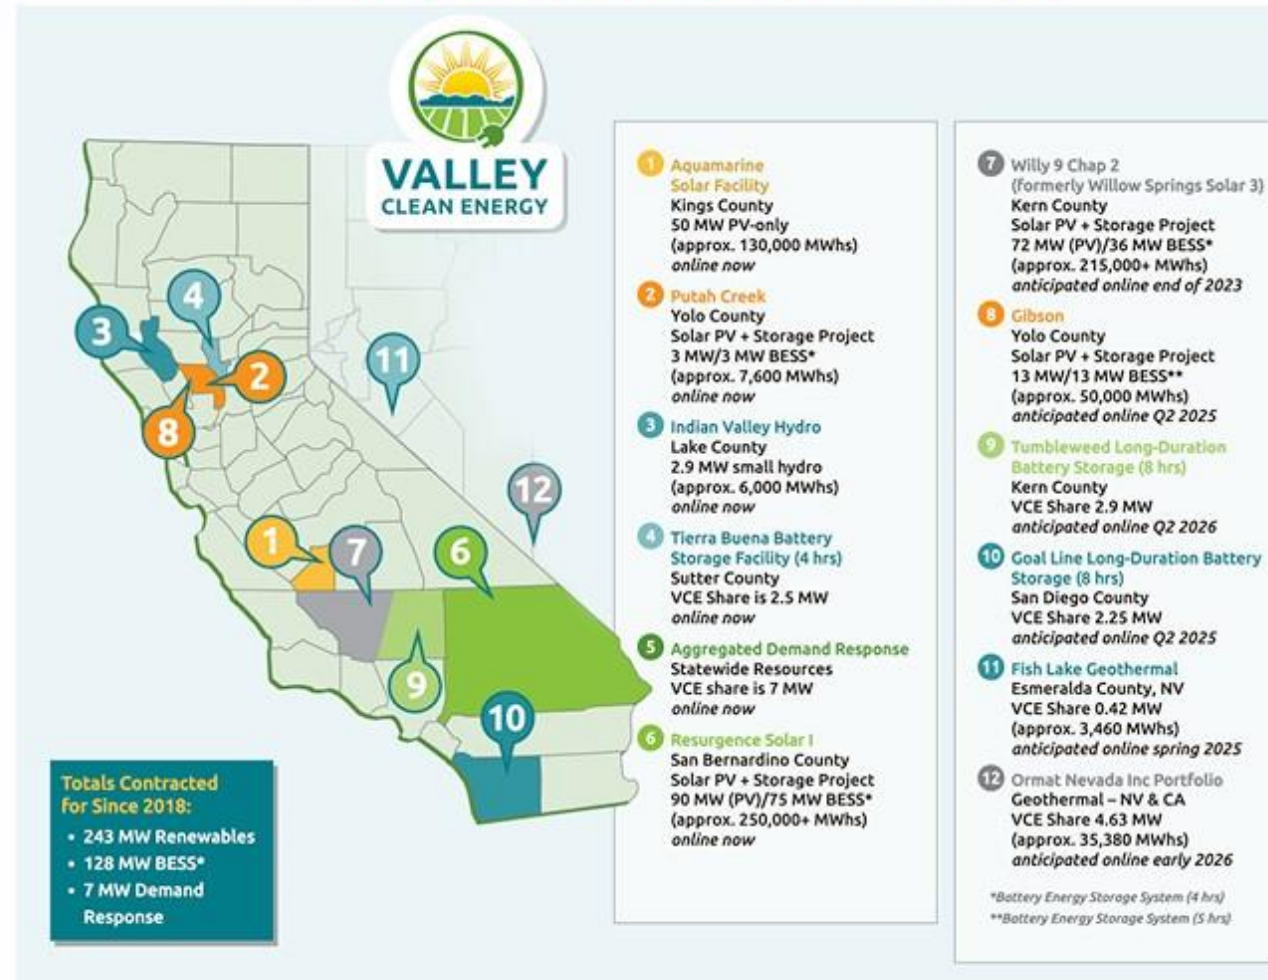 VALLEY
CLEAN ENERGY
3
4
11
2
8
12
1
7
6
9
10
Totals Contracted
for Since 2018:
• 243 MW Renewables
• 128 MW BESS*
• 7 MW Demand
Response
1 Aquamarine
Solar Facility
Kings County
50 MW PV-only
(approx. 130,000 MWhs)
online now
2 Putah Creek
Yolo County
Solar PV + Storage Project
3 MW/3 MW BESS*
(approx. 7,600 MWhs)
online now
3 Indian Valley Hydro
Lake County
2.9 MW small hydro
(approx. 6,000 MWhs)
online now
4 Tierra Buena Battery
Storage Facility (4 hrs)
Sutter County
VCE Share is 2.5 MW
online now
5 Aggregated Demand Response
Statewide Resources
VCE share is 7 MW
online now
6 Resurgence Solar I
San Bernardino County
Solar PV + Storage Project
90 MW (PV)/75 MW BESS*
(approx. 250,000+ MWhs)
online now
7 Willy 9 Chap 2
(formerly Willow Springs Solar 3)
Kern County
Solar PV + Storage Project
72 MW (PV)/36 MW BESS*
(approx. 215,000+ MWhs)
anticipated online end of 2023
8 Gibson
Yolo County
Solar PV + Storage Project
13 MW/13 MW BESS**
(approx. 50,000 MWhs)
anticipated online Q2 2025
9 Tumbleweed Long-Duration
Battery Storage (8 hrs)
Kern County
VCE Share 2.9 MW
anticipated online Q2 2026
10 Goal Line Long-Duration Battery
Storage (8 hrs)
San Diego County
VCE Share 2.25 MW
anticipated online Q2 2025
11 Fish Lake Geothermal
Esmeralda County, NV
VCE Share 0.42 MW
(approx. 3,460 MWhs)
anticipated online spring 2025
12 Ormat Nevada Inc Portfolio
Geothermal – NV & CA
VCE Share 4.63 MW
(approx. 35,380 MWhs)
anticipated online early 2026
*Battery Energy Storage System (4 hrs)
**Battery Energy Storage System (5 hrs)